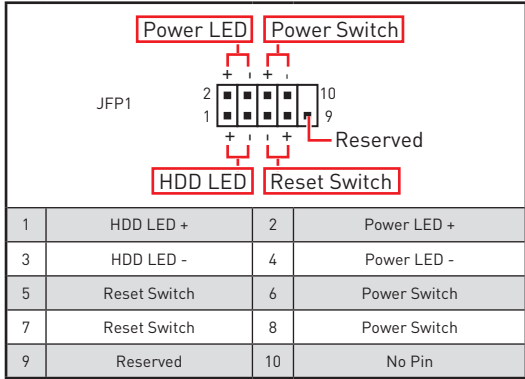 Power LED Power Switch
+ - + -
JFP1
2 10
1 9
+ - - +
Reserved
HDD LED Reset Switch
1 HDD LED + 2 Power LED +
3 HDD LED - 4 Power LED -
5 Reset Switch 6 Power Switch
7 Reset Switch 8 Power Switch
9 Reserved 10 No Pin